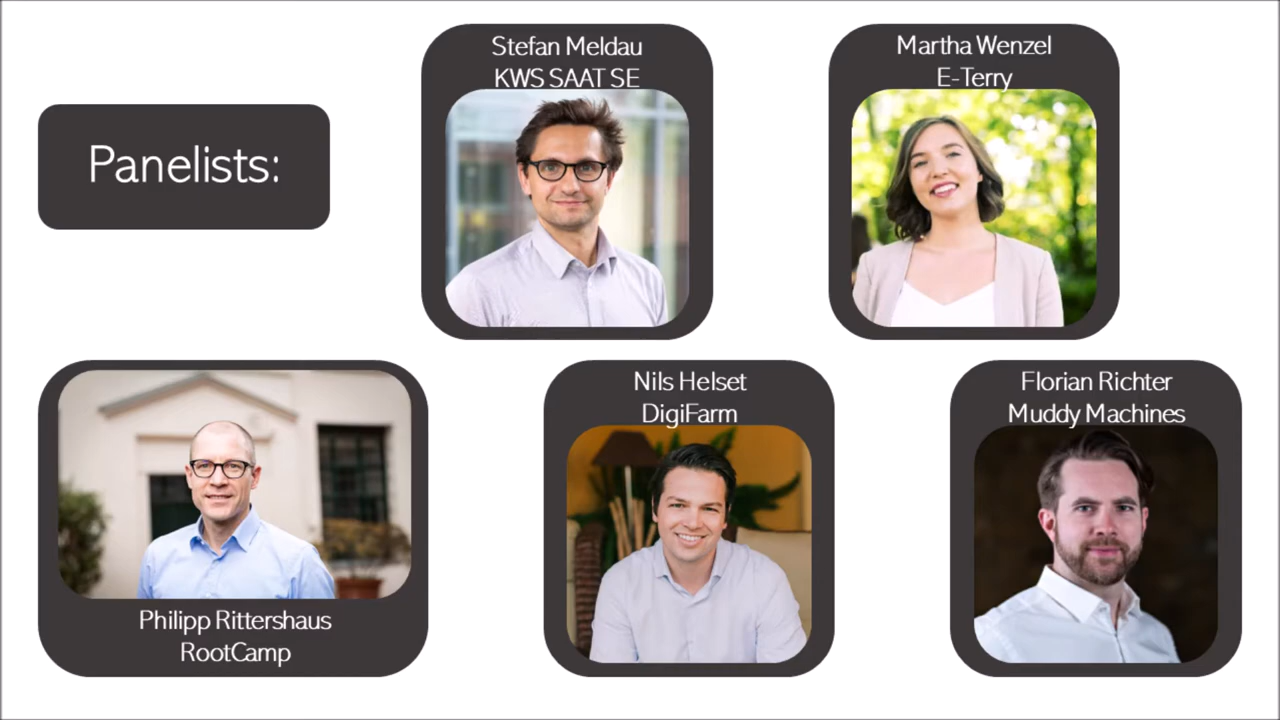 Panelists:
Stefan Meldau
KWS SAAT SE
Martha Wenzel
E-Terry
Philipp Rittershaus
RootCamp
Nils Helset
DigiFarm
Florian Richter
Muddy Machines